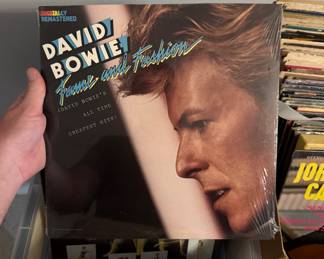 DIGITALLY
REMASTERED
DAVID
BOWIE
Fame and Fashion
(DAVID BOWIE'S
ALL TIME
GREATEST HITS)
JOH
CA